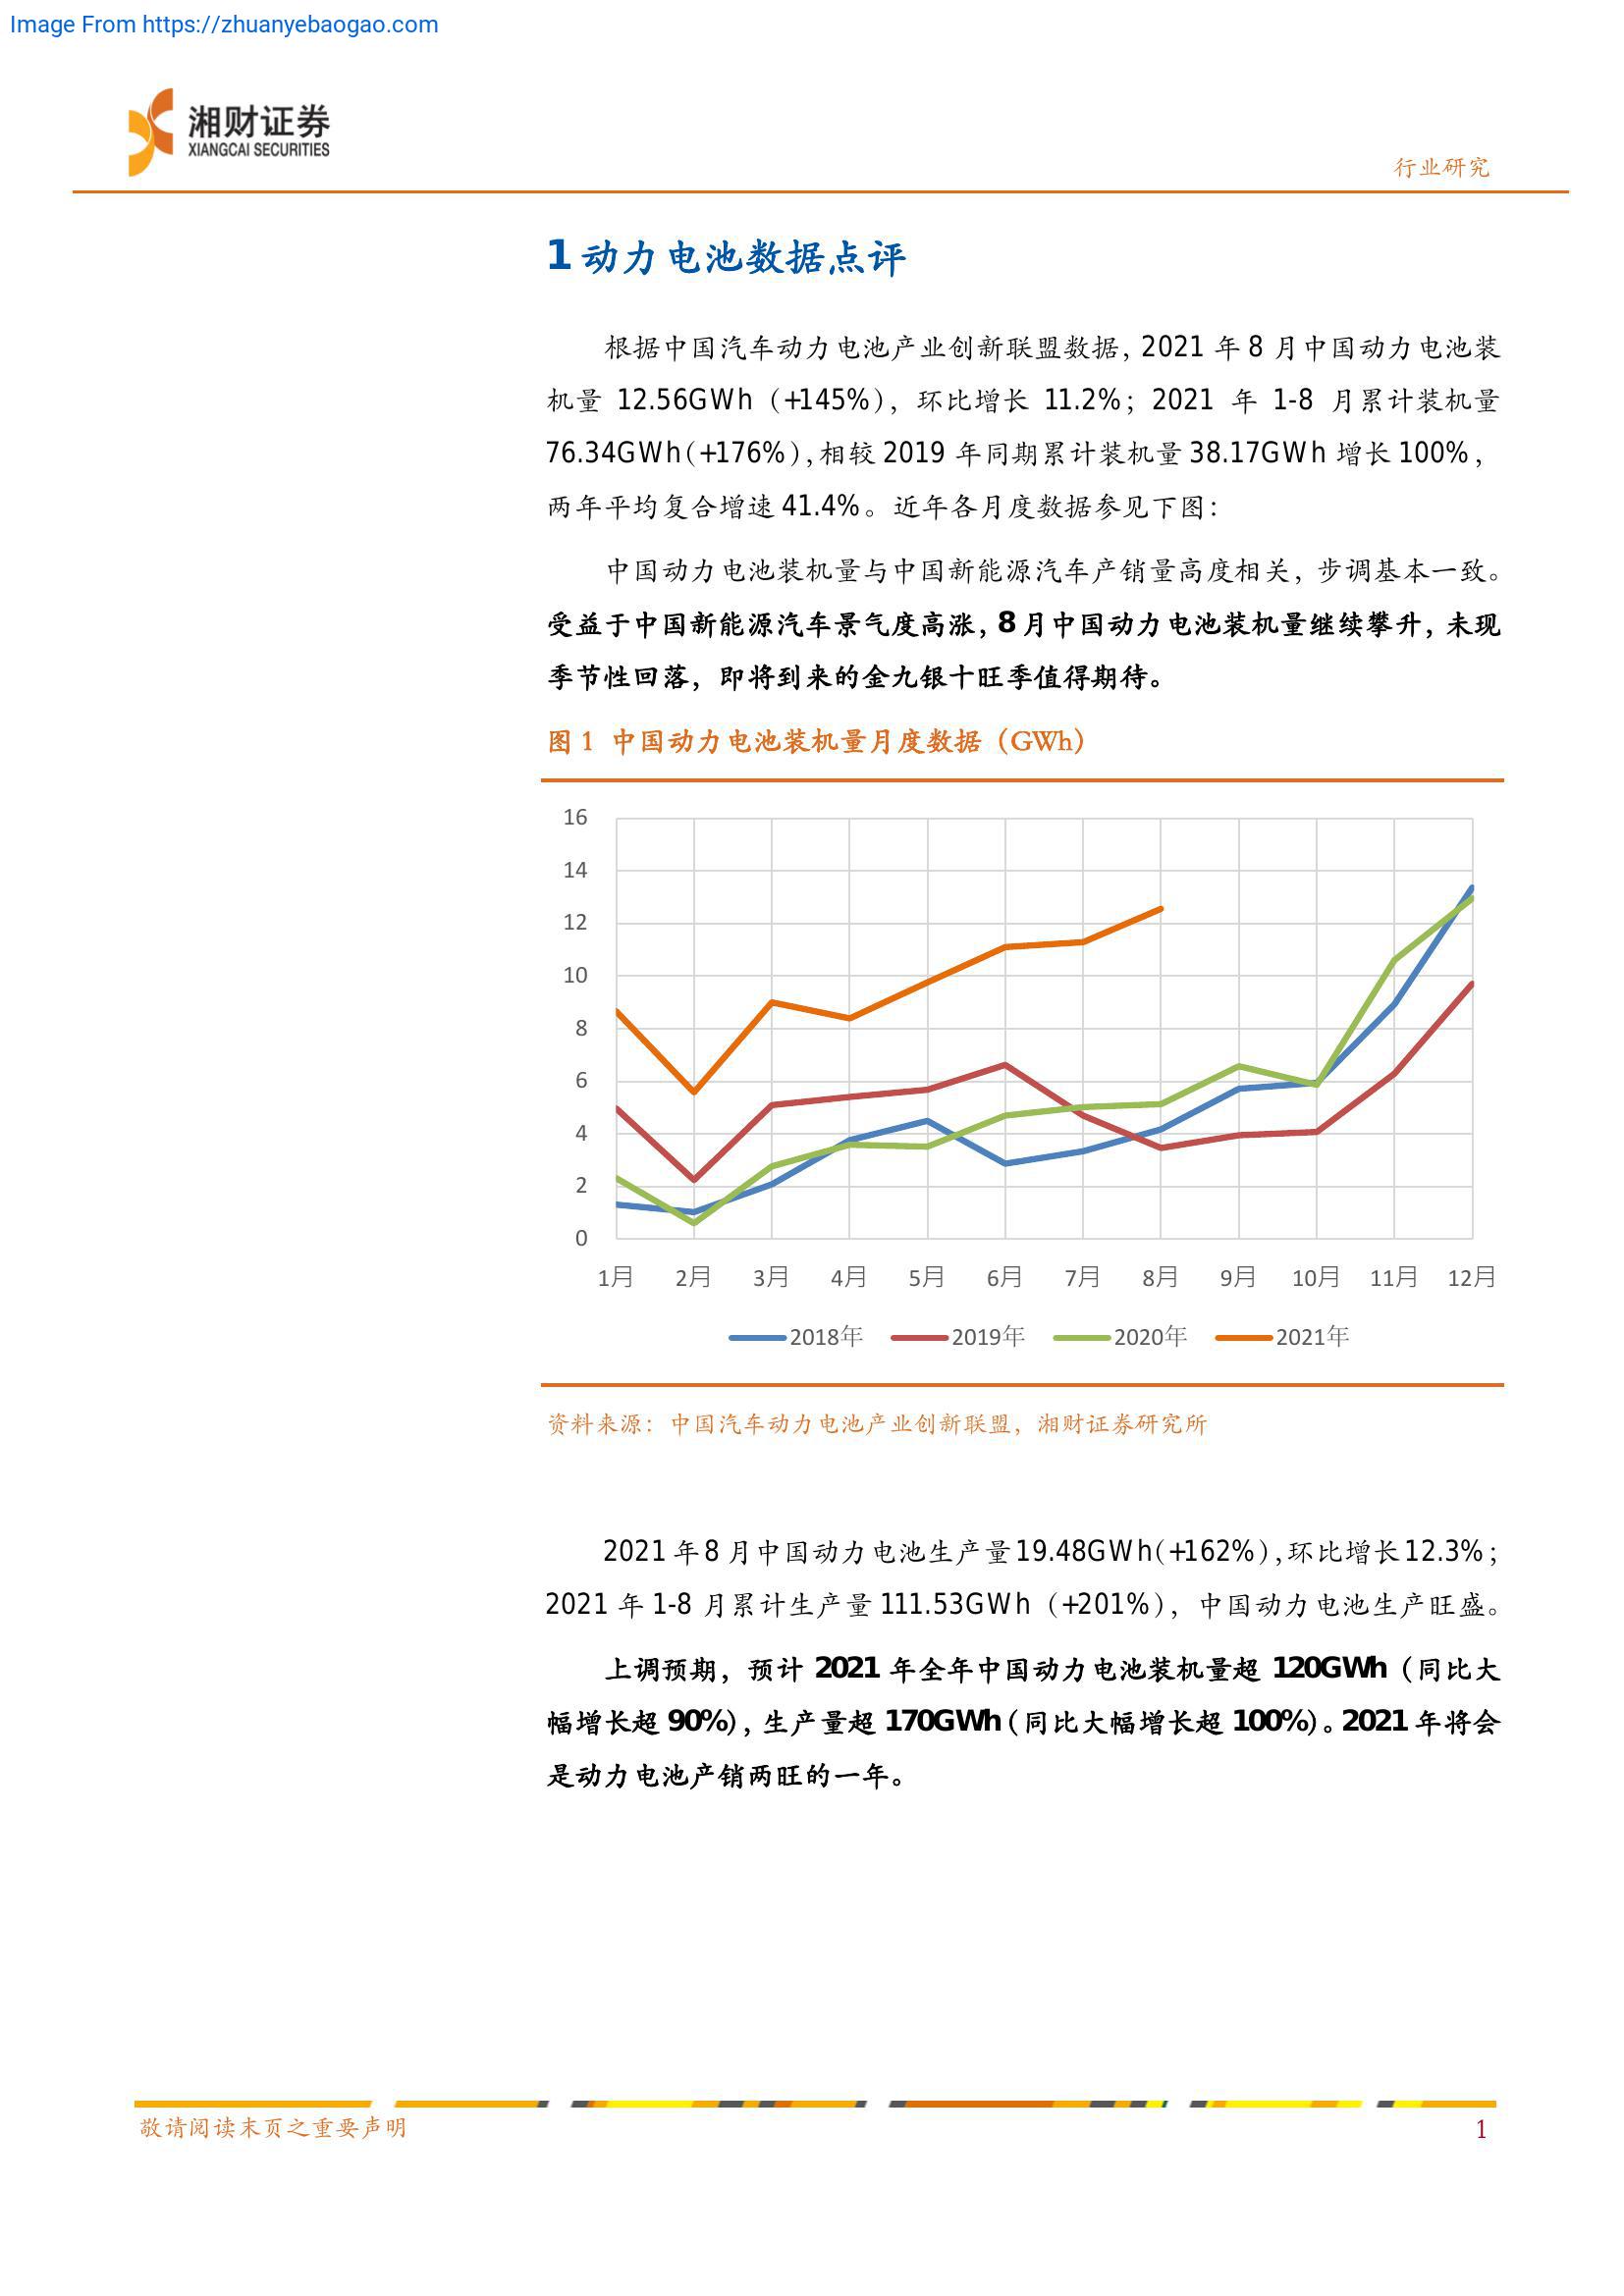 Image From https://zhuanyebaogao.com
湘财证券
XIANGCAI SECURITIES
行业研究
1 动力电池数据点评
根据中国汽车动力电池产业创新联盟数据，2021 年 8 月中国动力电池装
机量 12.56GWh（+145%），环比增长 11.2%；2021 年 1-8 月累计装机量
76.34GWh(+176%),相较 2019 年同期累计装机量 38.17GWh 增长 100%，
两年平均复合增速 41.4%。近年各月度数据参见下图：
中国动力电池装机量与中国新能源汽车产销量高度相关，步调基本一致。
受益于中国新能源汽车景气度高涨，8 月中国动力电池装机量继续攀升，未现
季节性回落，即将到来的金九银十旺季值得期待。
图 1 中国动力电池装机量月度数据（GWh）
16
14
12
10
8
6
4
2
0
1月 2月 3月 4月 5月 6月 7月 8月 9月 10月 11月 12月
2018年 2019年 2020年 2021年
资料来源：中国汽车动力电池产业创新联盟，湘财证券研究所
2021 年 8 月中国动力电池生产量 19.48GWh(+162%),环比增长 12.3%；
2021 年 1-8 月累计生产量 111.53GWh（+201%），中国动力电池生产旺盛。
上调预期，预计 2021 年全年中国动力电池装机量超 120GWh（同比大
幅增长超 90%），生产量超 170GWh（同比大幅增长超 100%）。2021 年将会
是动力电池产销两旺的一年。
敬请阅读末页之重要声明
1